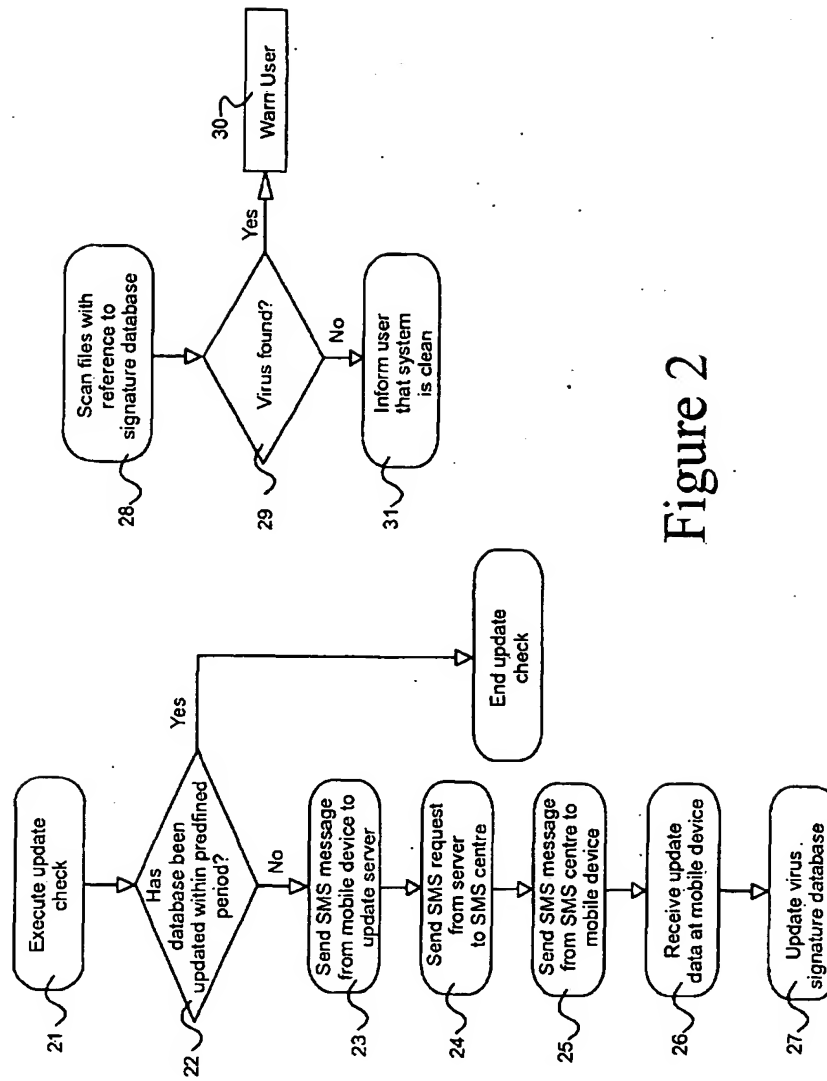 21
Execute update
check
22
Has
database been
updated within predfined
period?
Yes
No
End update
check
23
Send SMS message
from mobile device to
update server
24
Send SMS request
from server
to SMS centre
25
Send SMS message
from SMS centre to
mobile device
26
Receive update
data at mobile device
27
Update virus
signature database
28
Scan files with
reference to
signature database
29
Virus found?
Yes
No
30
Warn User
31
Inform user
that system
is clean
Figure 2